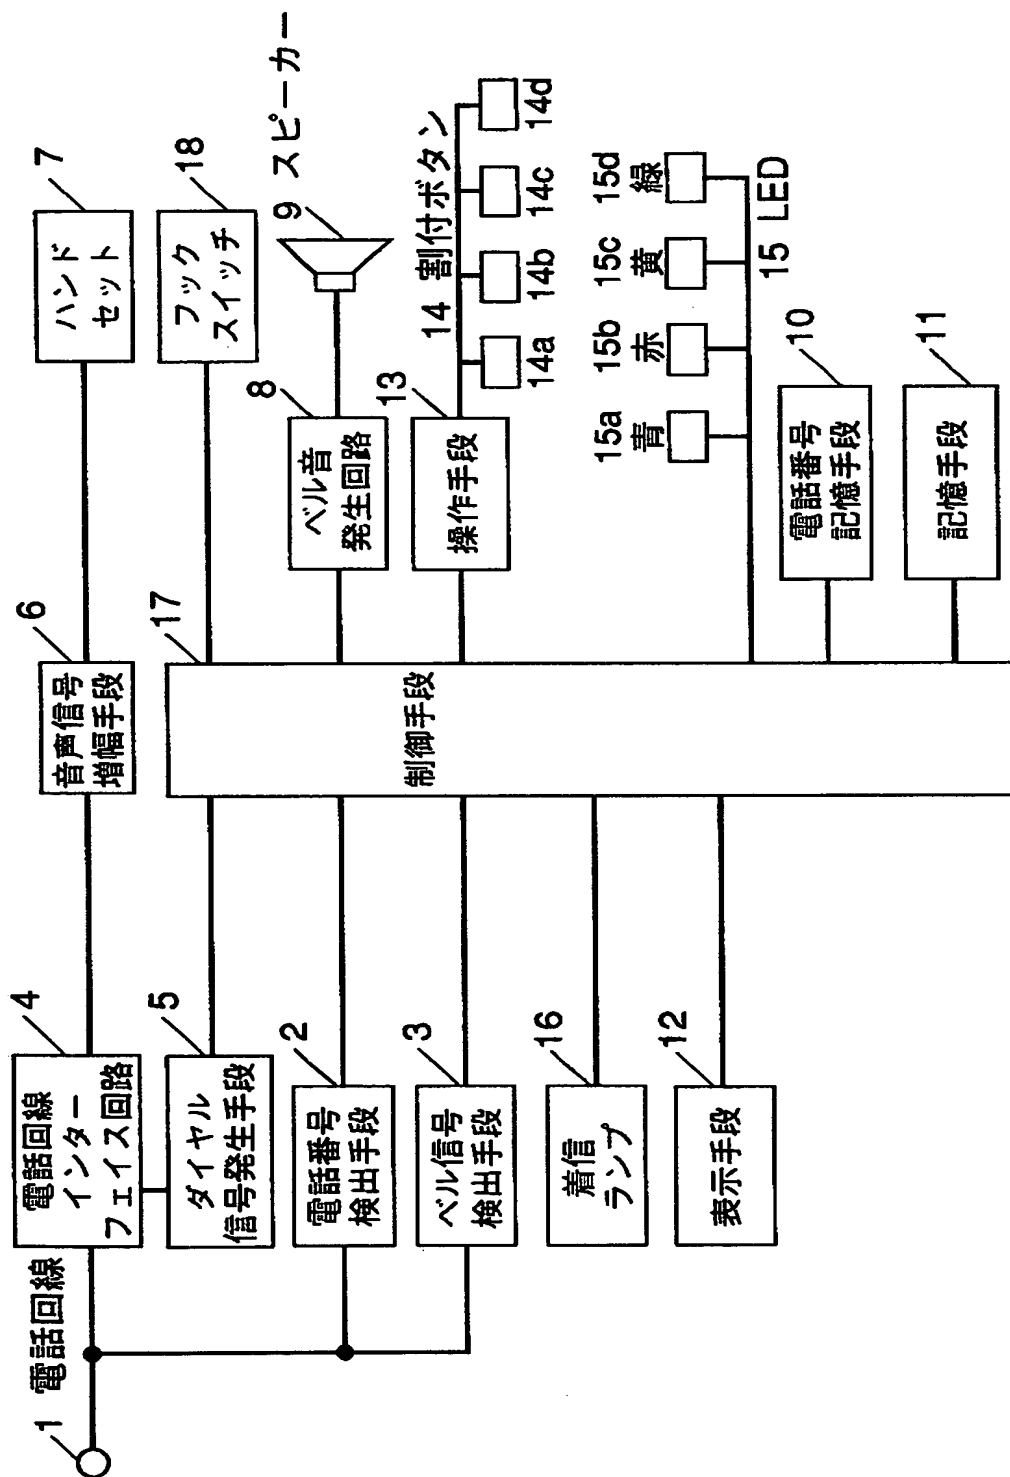 1 電話回線
4
電話回線
インター
フェイス回路
6
音声信号
増幅手段
7
ハンド
セット
5
ダイヤル
信号発生手段
17
制御手段
18
フック
スイッチ
2
電話番号
検出手段
8
ベル音
発生回路
9 スピーカー
3
ベル信号
検出手段
13
操作手段
14 割付ボタン
14a
14b
14c
14d
16
着信
ランプ
15a
青
15b
赤
15c
黄
15d
緑
15 LED
12
表示手段
10
電話番号
記憶手段
11
記憶手段